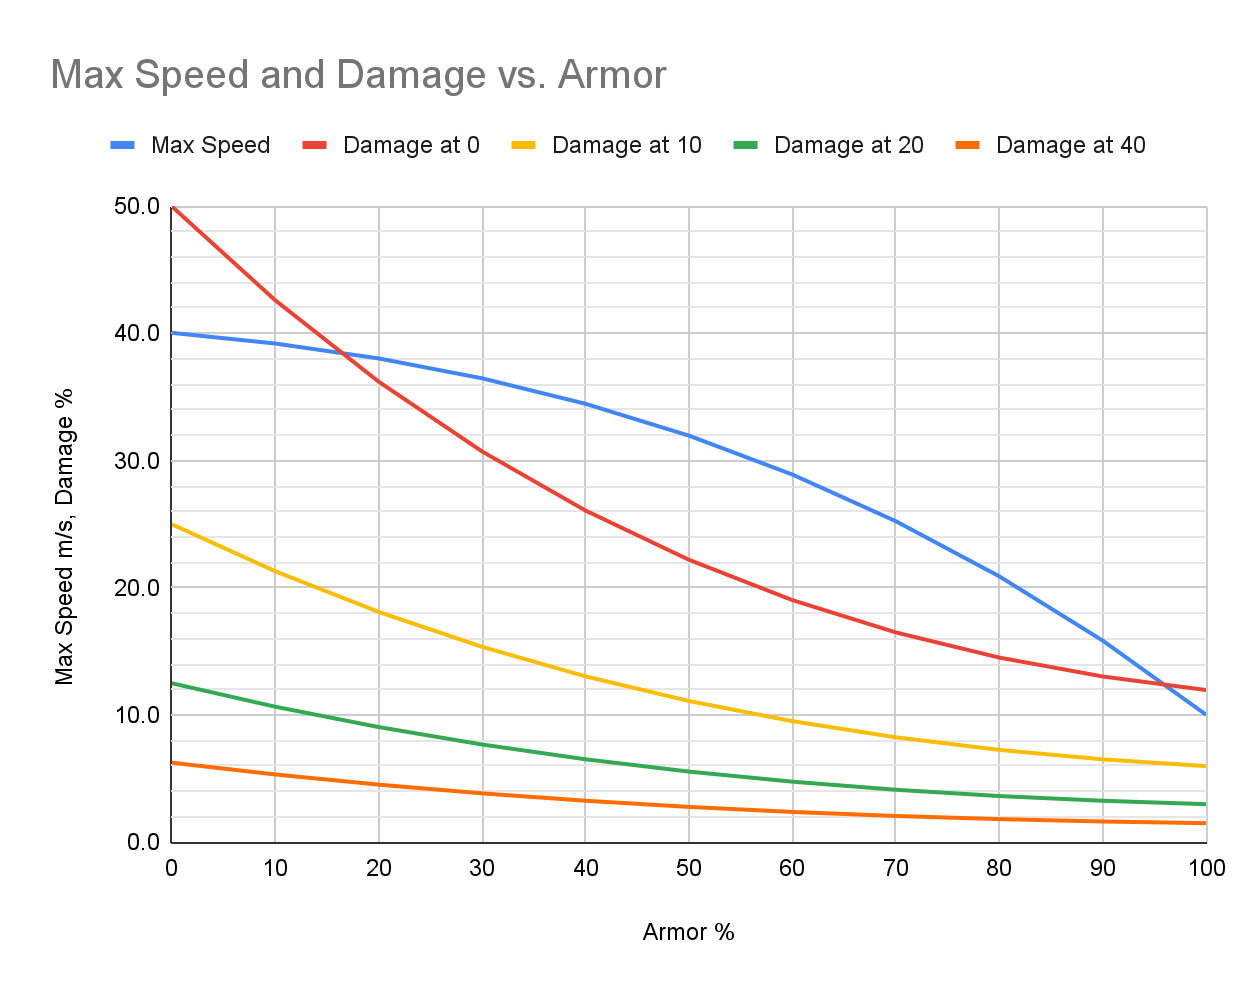 Max Speed and Damage vs. Armor
Max Speed Damage at 0 Damage at 10 Damage at 20 Damage at 40
50.0
40.0
30.0
20.0
10.0
0.0
Max Speed m/s, Damage %
0 10 20 30 40 50 60 70 80 90 100
Armor %